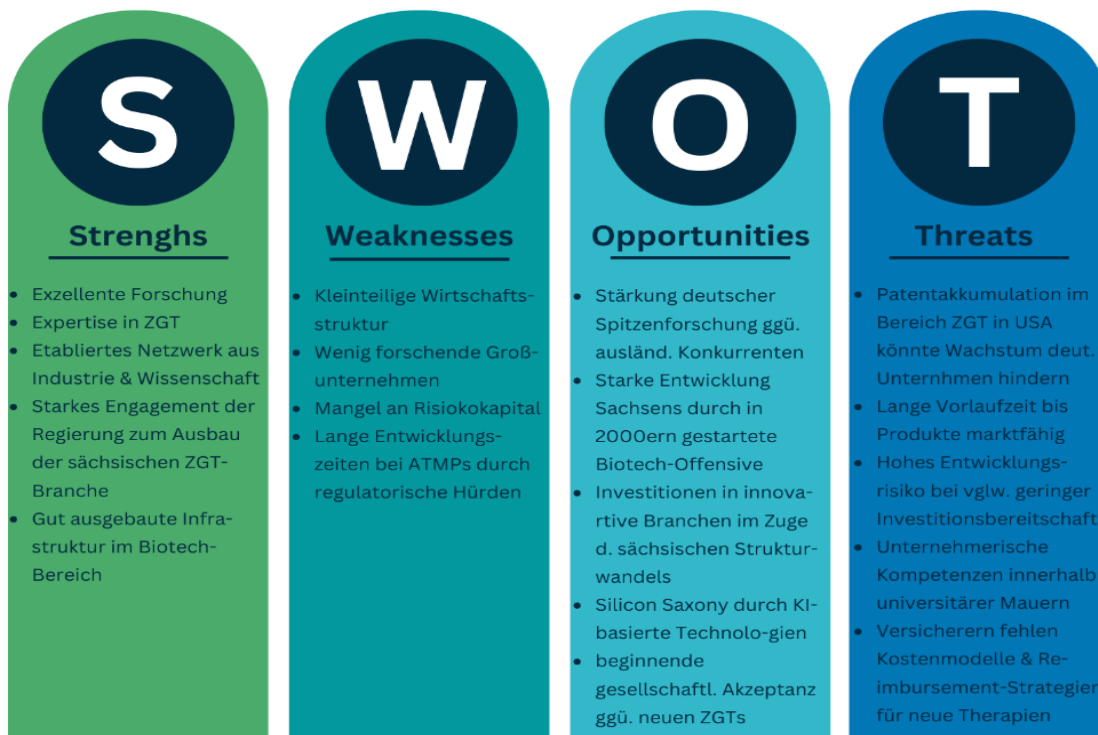 S
Strenghs
• Exzellente Forschung
• Expertise in ZGT
• Etabliertes Netzwerk aus
Industrie & Wissenschaft
• Starkes Engagement der
Regierung zum Ausbau
der sächsischen ZGT-
Branche
• Gut ausgebaute Infra-
struktur im Biotech-
Bereich
W
Weaknesses
• Kleinteilige Wirtschafts-
struktur
• Wenig forschende Groß-
unternehmen
• Mangel an Risiokokapital
• Lange Entwicklungs-
zeiten bei ATMPs durch
regulatorische Hürden
O
Opportunities
• Stärkung deutscher
Spitzenforschung ggü.
ausländ. Konkurrenten
• Starke Entwicklung
Sachsens durch in
2000ern gestartete
Biotech-Offensive
• Investitionen in innova-
rtive Branchen im Zuge
d. sächsischen Struktur-
wandels
• Silicon Saxony durch KI-
basierte Technolo-gien
• beginnende
gesellschaftl. Akzeptanz
ggü. neuen ZGTs
T
Threats
• Patentakkumulation im
Bereich ZGT in USA
könnte Wachstum deut.
Unternhmen hindern
• Lange Vorlaufzeit bis
Produkte marktfähig
• Hohes Entwicklungs-
risiko bei vglw. geringer
Investitionsbereitschaft
• Unternehmerische
Kompetenzen innerhalb
universitärer Mauern
• Versicherern fehlen
Kostenmodelle & Re-
imbursement-Strategien
für neue Therapien